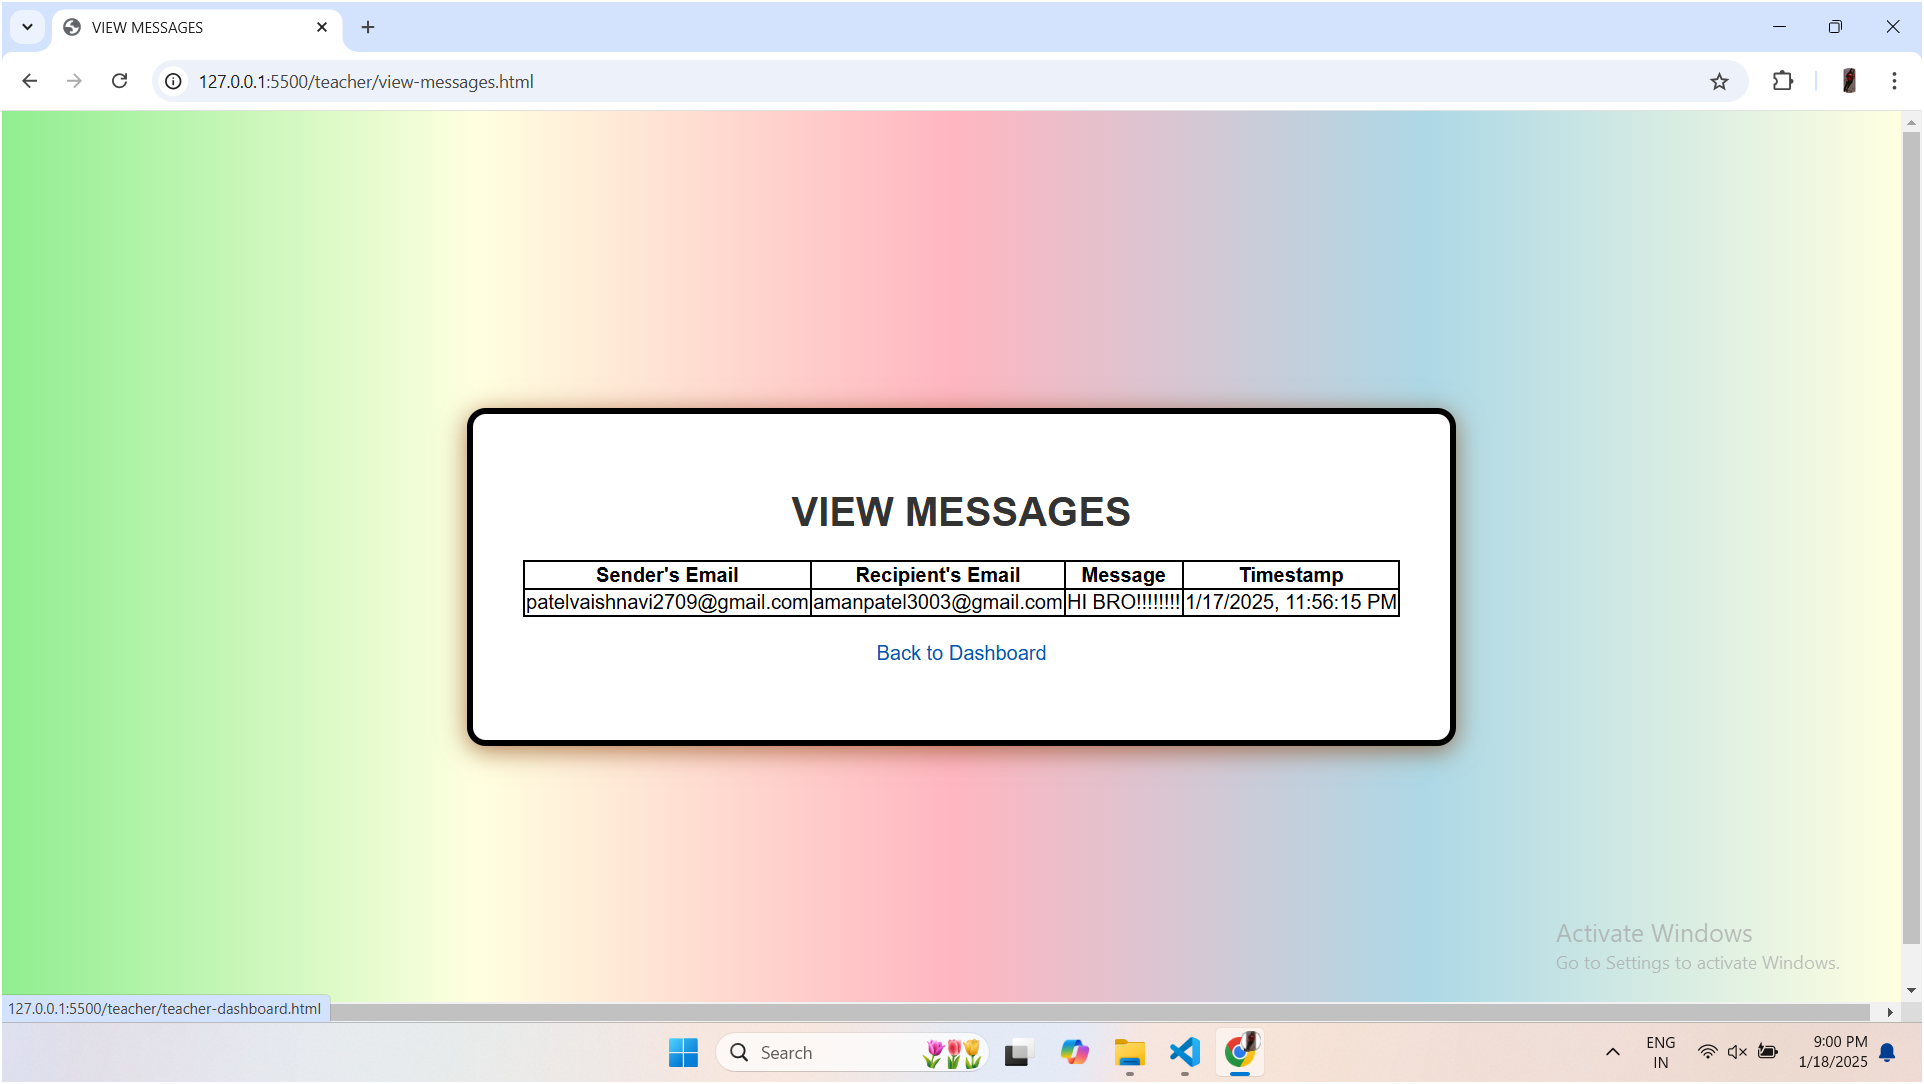 VIEW MESSAGES
127.0.0.1:5500/teacher/view-messages.html
VIEW MESSAGES
Sender's Email Recipient's Email Message Timestamp
patelvaishnavi2709@gmail.com amanpatel3003@gmail.com HI BRO!!!!!!!! 1/17/2025, 11:56:15 PM
Back to Dashboard
Activate Windows
Go to Settings to activate Windows.
127.0.0.1:5500/teacher/teacher-dashboard.html
Search
ENG
IN
9:00 PM
1/18/2025